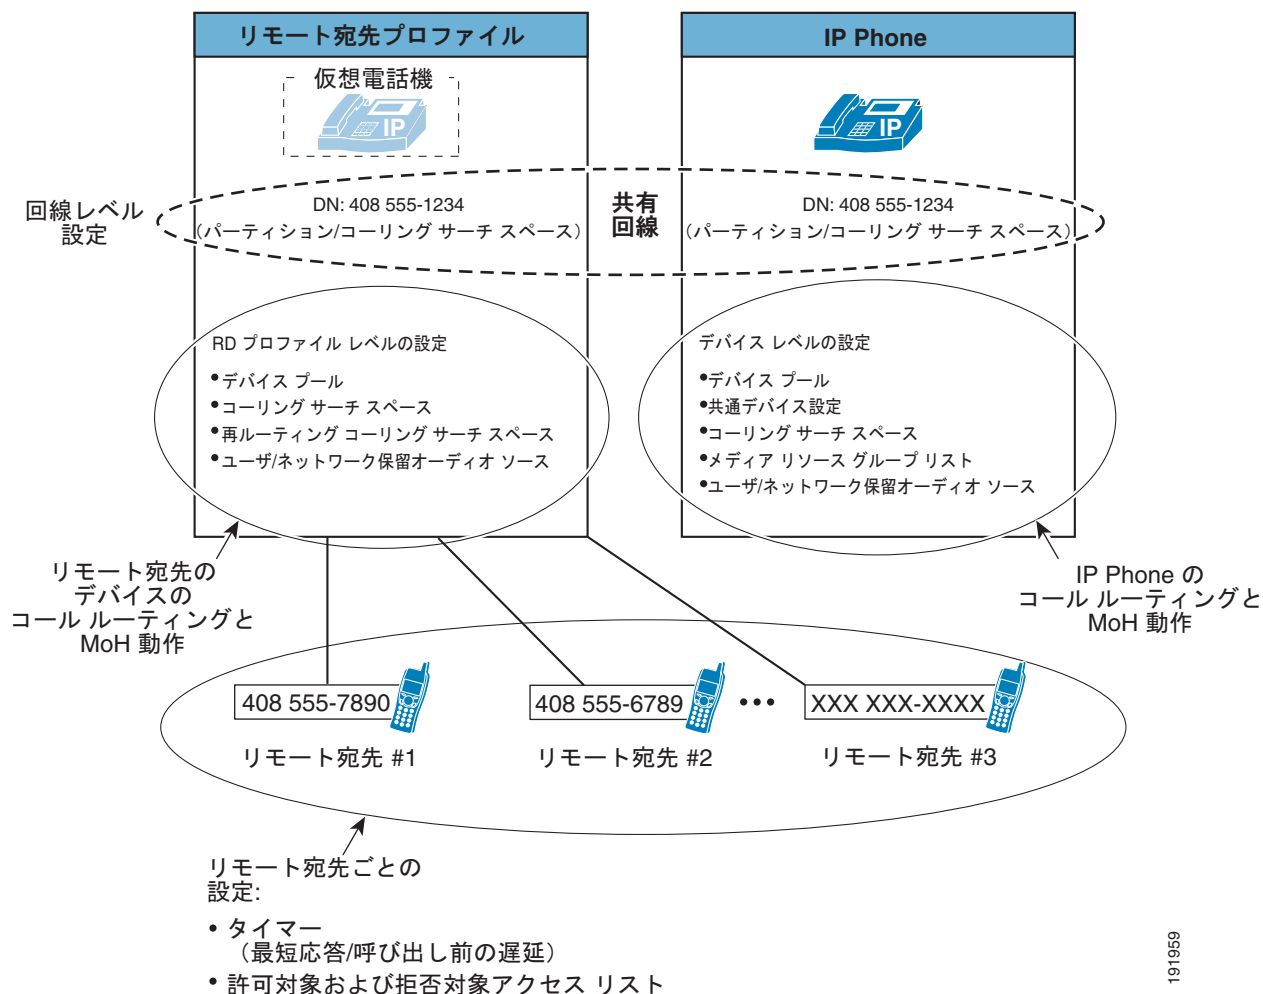 リモート宛先プロファイル
IP Phone
仮想電話機
IP
IP
回線レベル
設定
DN: 408 555-1234
(パーティション/コーリング サーチ スペース)
共有
回線
DN: 408 555-1234
(パーティション/コーリング サーチ スペース)
RD プロファイル レベルの設定
•デバイス プール
•コーリング サーチ スペース
•再ルーティング コーリング サーチ スペース
•ユーザ/ネットワーク保留オーディオ ソース
デバイス レベルの設定
•デバイス プール
•共通デバイス設定
•コーリング サーチ スペース
•メディア リソース グループ リスト
•ユーザ/ネットワーク保留オーディオ ソース
リモート宛先の
デバイスの
コール ルーティングと
MoH 動作
IP Phone の
コール ルーティングと
MoH 動作
408 555-7890
408 555-6789
•••
XXX XXX-XXXX
リモート宛先 #1
リモート宛先 #2
リモート宛先 #3
リモート宛先ごとの
設定:
• タイマー
(最短応答/呼び出し前の遅延)
• 許可対象および拒否対象アクセス リスト
191959